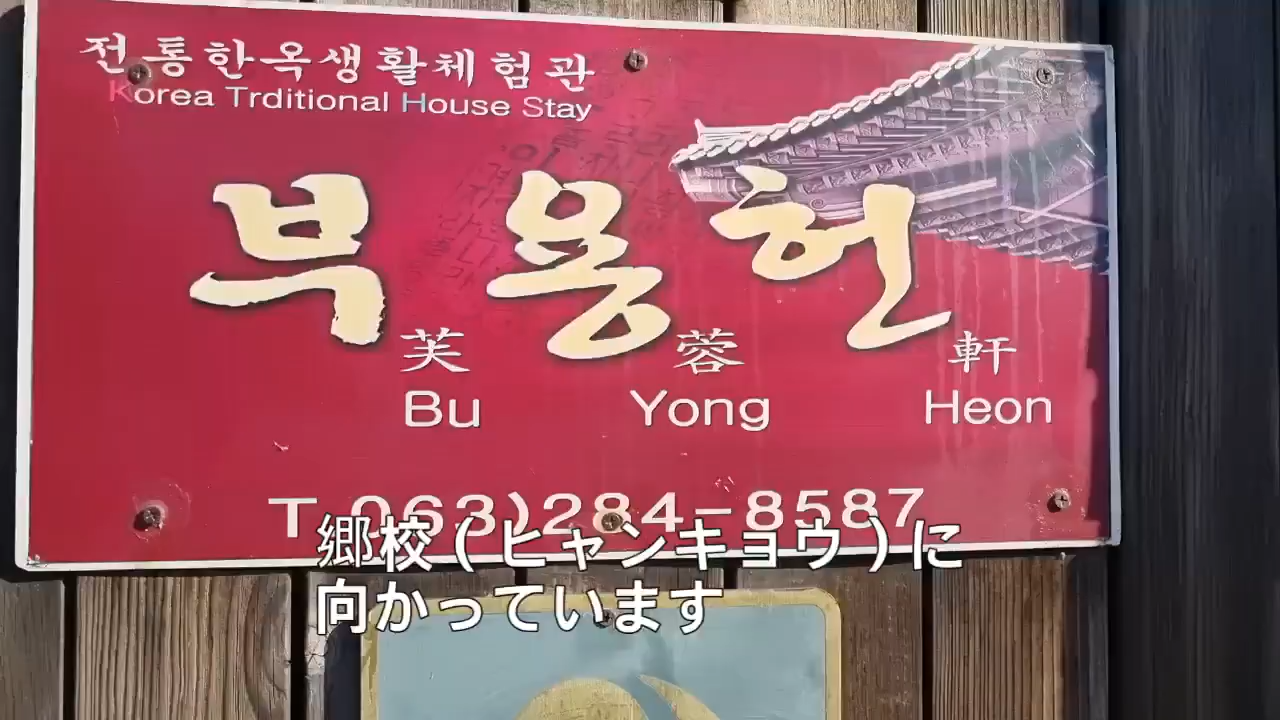 전통한옥생활체험관
Korea Trditional House Stay
부용헌
芙 蓉 軒
Bu Yong Heon
T.063)284-8587
郷校(ヒャンキョウ)に
向かっています